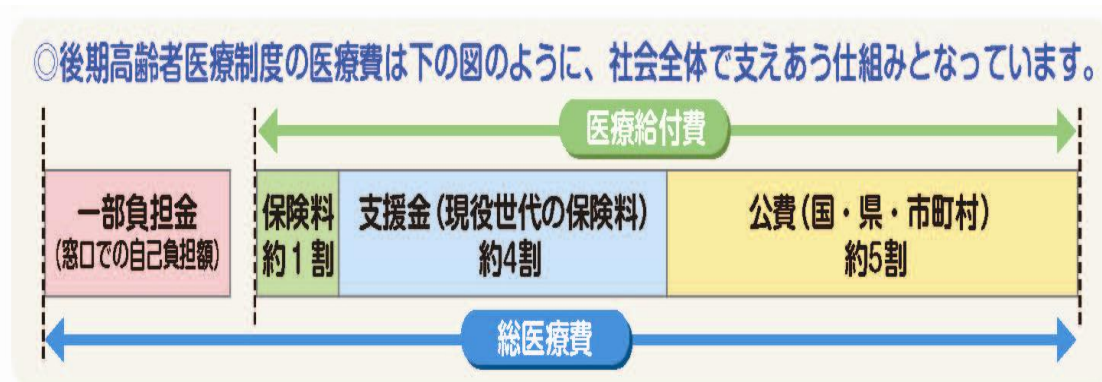 ◎後期高齢者医療制度の医療費は下の図のように、社会全体で支えあう仕組みとなっています。
医療給付費
一部負担金
(窓口での自己負担額)
保険料
約1割
支援金(現役世代の保険料)
約4割
公費(国・県・市町村)
約5割
総医療費